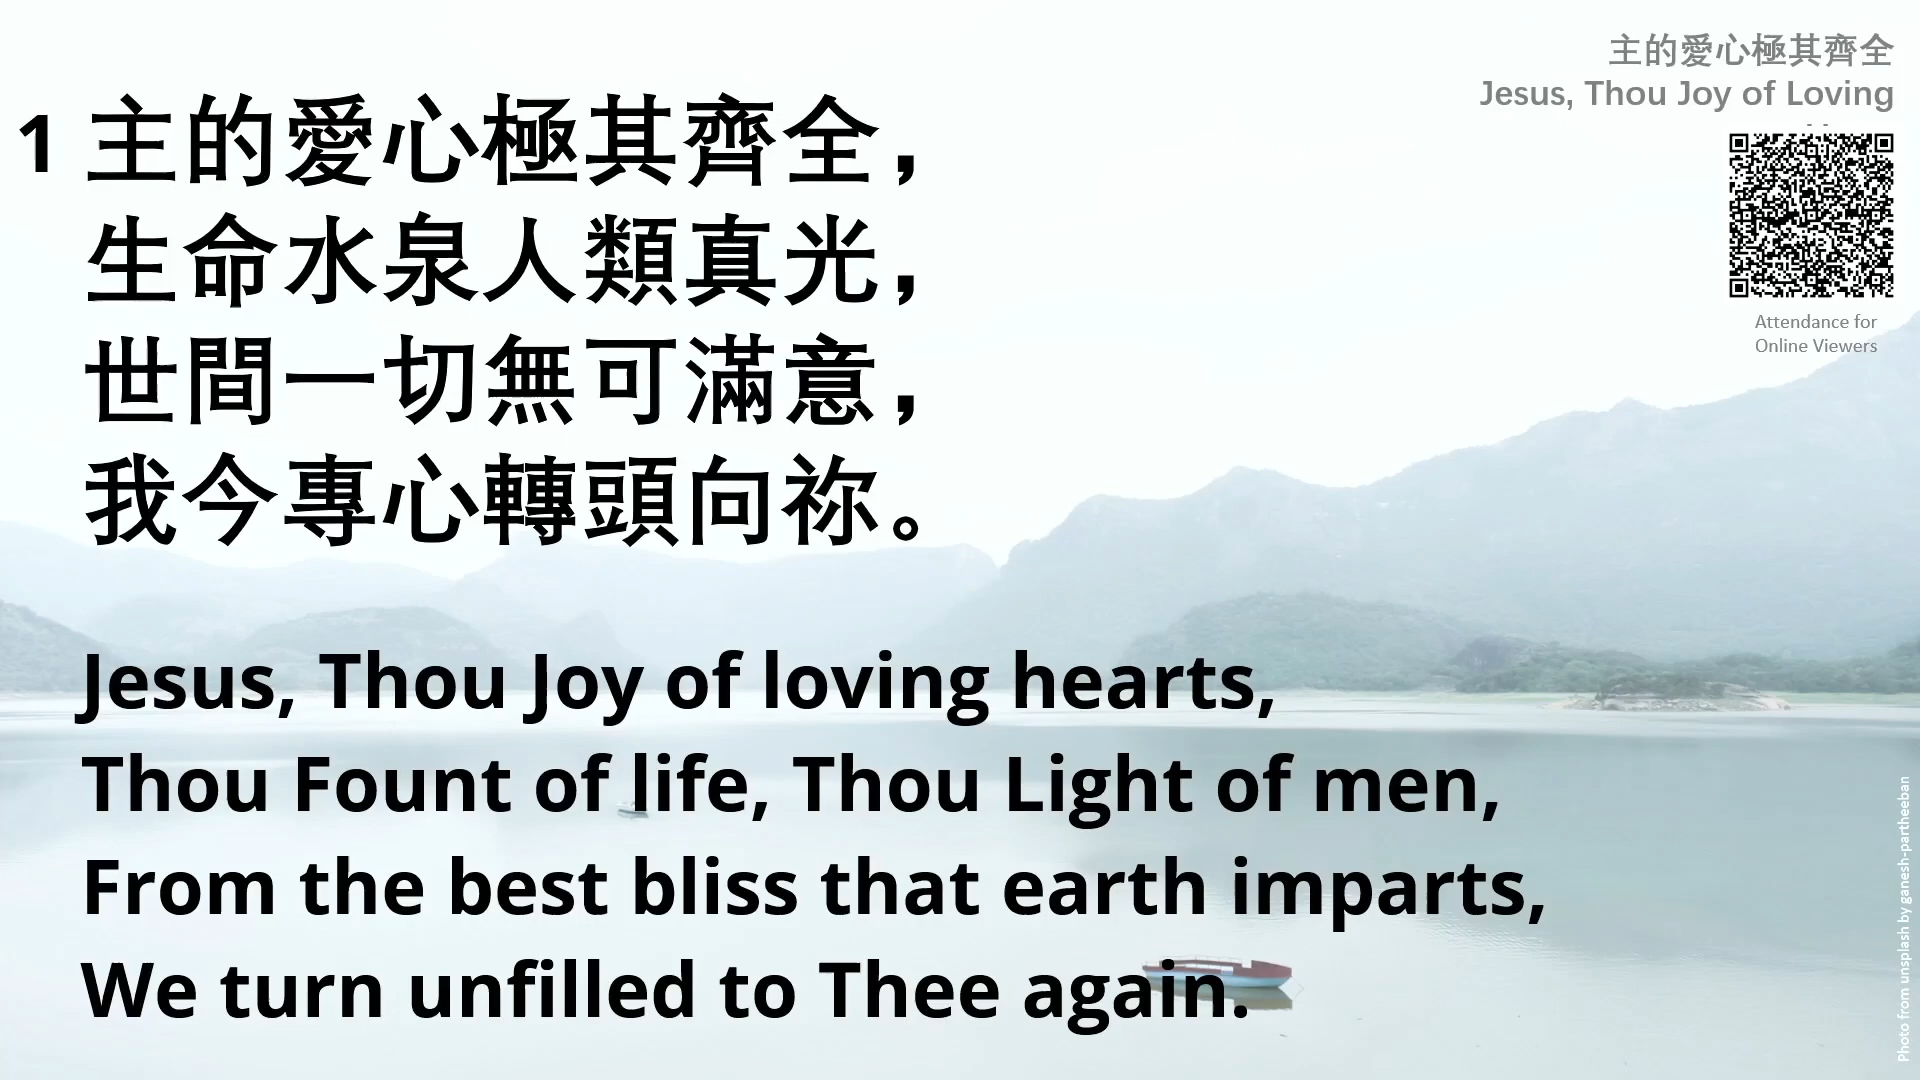 主的愛心極其齊全
Jesus, Thou Joy of Loving
1 主的愛心極其齊全，
生命水泉人類真光，
世間一切無可滿意，
我今專心轉頭向祢。
Attendance for
Online Viewers
Jesus, Thou Joy of loving hearts,
Thou Fount of life, Thou Light of men,
From the best bliss that earth imparts,
We turn unfilled to Thee again.
Photo from unsplash by ganesh-partheeban